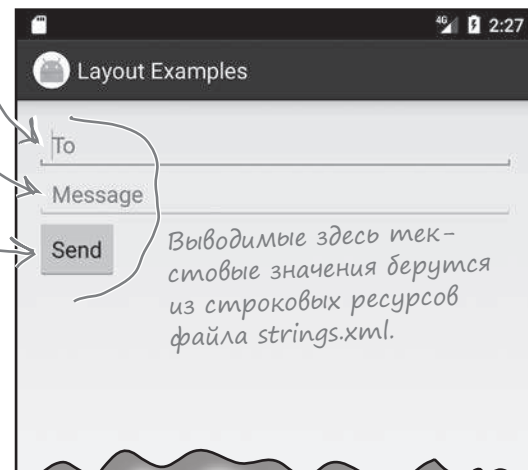 4G 2:27
Layout Examples
To
Message
Send
Выводимые здесь тек-
стовые значения берутся
из строковых ресурсов
файла strings.xml.